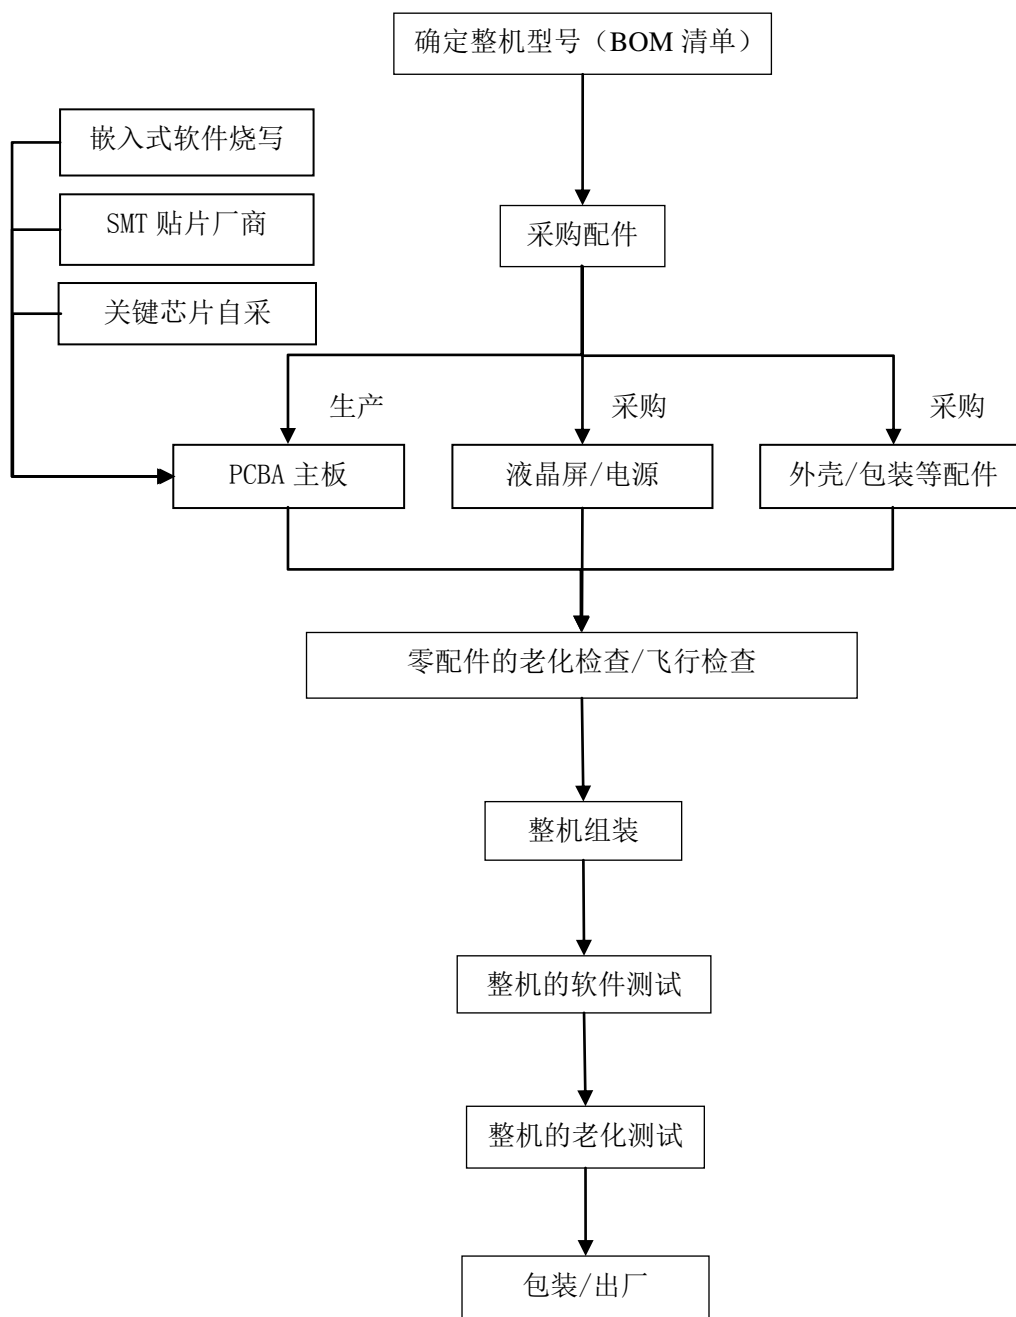 确定整机型号（BOM 清单）
嵌入式软件烧写
SMT 贴片厂商
采购配件
关键芯片自采
生产
采购
采购
PCBA 主板
液晶屏/电源
外壳/包装等配件
零配件的老化检查/飞行检查
整机组装
整机的软件测试
整机的老化测试
包装/出厂